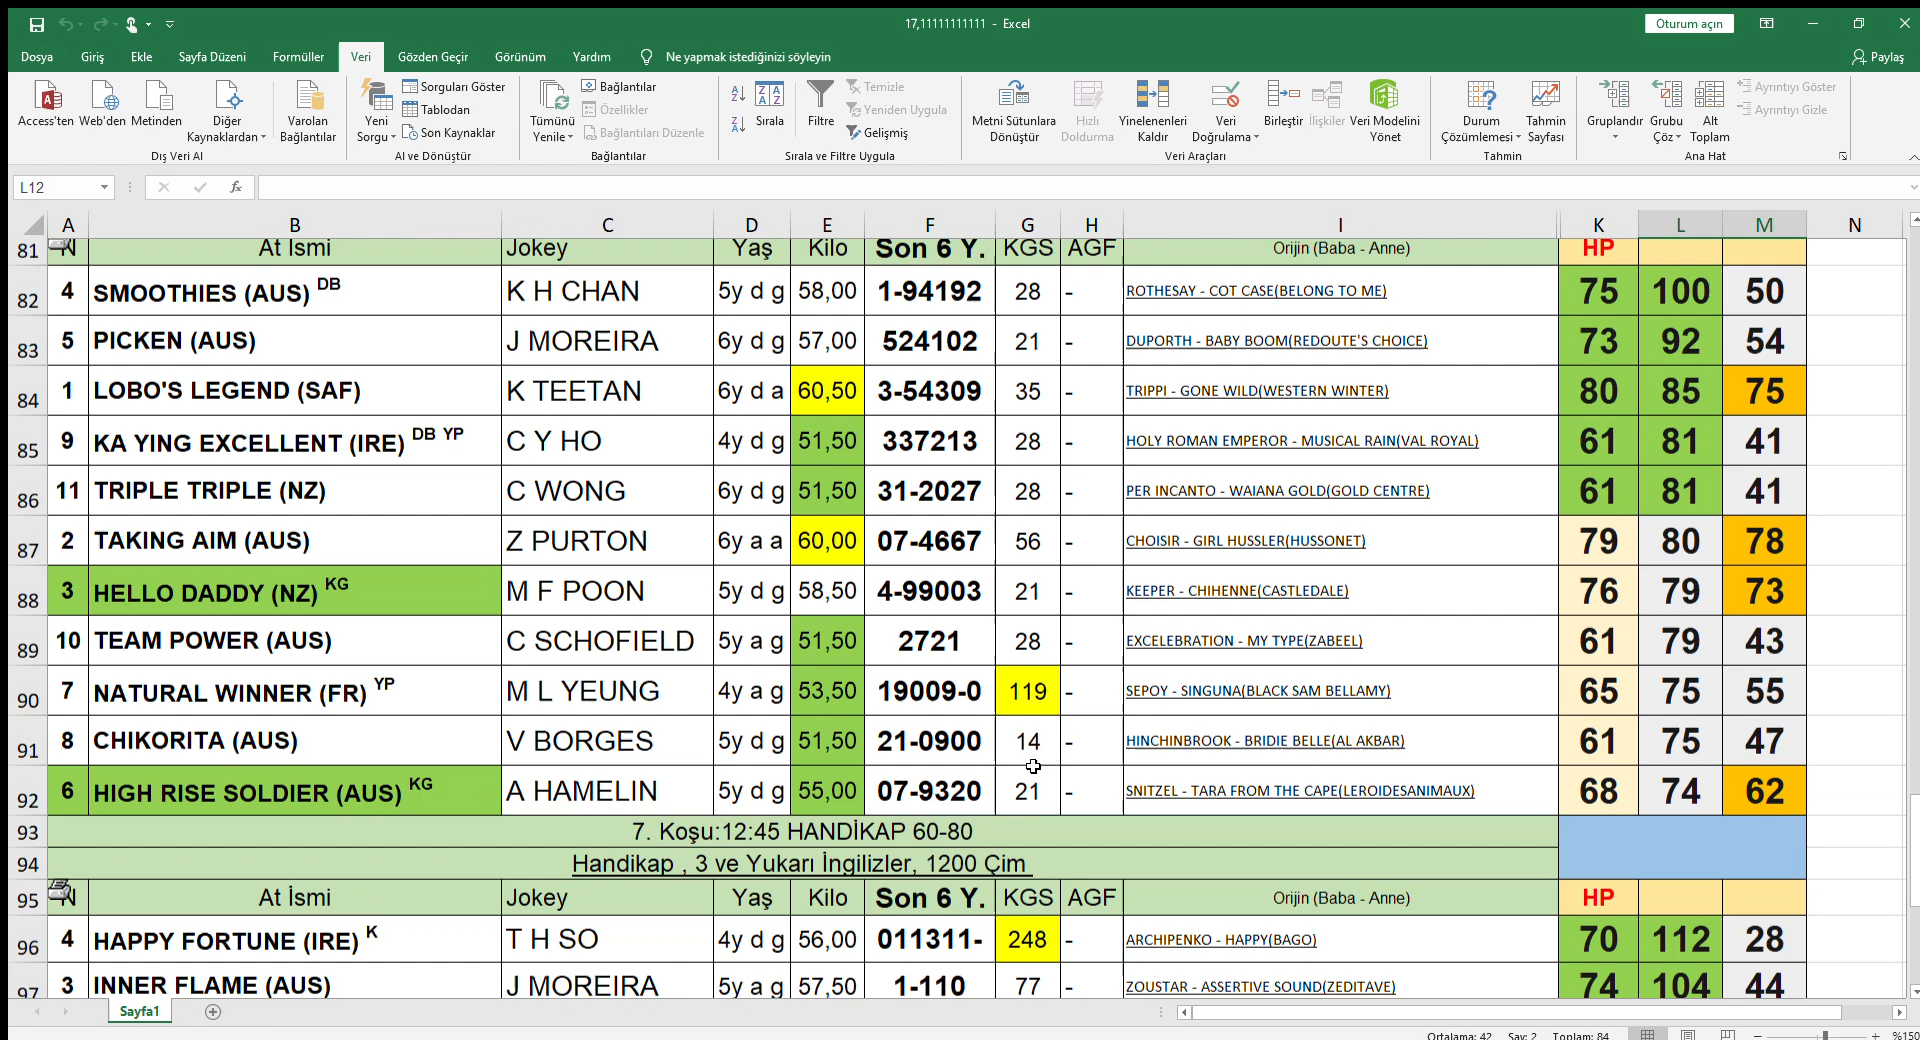 17,11111111111 - Excel
Oturum açın
Dosya Giriş Ekle Sayfa Düzeni Formüller Veri Gözden Geçir Görünüm Yardım Ne yapmak istediğinizi söyleyin Paylaş
Access'ten Web'den Metinden Diğer Kaynaklardan Varolan Bağlantılar
Dış Veri Al
Yeni Sorgu Sorguları Göster Tablodan Son Kaynaklar
Al ve Dönüştür
Tümünü Yenile Bağlantılar Özellikler Bağlantıları Düzenle
Bağlantılar
Sırala Filtre Temizle Yeniden Uygula Gelişmiş
Sırala ve Filtre Uygula
Metni Sütunlara Dönüştür Hızlı Doldurma Yinelenenleri Kaldır Veri Doğrulama Birleştir İlişkiler Veri Modelini Yönet
Veri Araçları
Durum Çözümlemesi Tahmin Sayfası
Tahmin
Gruplandır Grubu Çöz Alt Toplam Ayrıntıyı Göster Ayrıntıyı Gizle
Ana Hat
L12 fx
A B C D E F G H I K L M N
81 N At İsmi Jokey Yaş Kilo Son 6 Y. KGS AGF Orijin (Baba - Anne) HP
82 4 SMOOTHIES (AUS) DB K H CHAN 5y d g 58,00 1-94192 28 - ROTHESAY - COT CASE(BELONG TO ME) 75 100 50
83 5 PICKEN (AUS) J MOREIRA 6y d g 57,00 524102 21 - DUPORTH - BABY BOOM(REDOUTE'S CHOICE) 73 92 54
84 1 LOBO'S LEGEND (SAF) K TEETAN 6y d a 60,50 3-54309 35 - TRIPPI - GONE WILD(WESTERN WINTER) 80 85 75
85 9 KA YING EXCELLENT (IRE) DB YP C Y HO 4y d g 51,50 337213 28 - HOLY ROMAN EMPEROR - MUSICAL RAIN(VAL ROYAL) 61 81 41
86 11 TRIPLE TRIPLE (NZ) C WONG 6y d g 51,50 31-2027 28 - PER INCANTO - WAIANA GOLD(GOLD CENTRE) 61 81 41
87 2 TAKING AIM (AUS) Z PURTON 6y a a 60,00 07-4667 56 - CHOISIR - GIRL HUSSLER(HUSSONET) 79 80 78
88 3 HELLO DADDY (NZ) KG M F POON 5y d g 58,50 4-99003 21 - KEEPER - CHIHENNE(CASTLEDALE) 76 79 73
89 10 TEAM POWER (AUS) C SCHOFIELD 5y a g 51,50 2721 28 - EXCELEBRATION - MY TYPE(ZABEEL) 61 79 43
90 7 NATURAL WINNER (FR) YP M L YEUNG 4y a g 53,50 19009-0 119 - SEPOY - SINGUNA(BLACK SAM BELLAMY) 65 75 55
91 8 CHIKORITA (AUS) V BORGES 5y d g 51,50 21-0900 14 - HINCHINBROOK - BRIDIE BELLE(AL AKBAR) 61 75 47
92 6 HIGH RISE SOLDIER (AUS) KG A HAMELIN 5y d g 55,00 07-9320 21 - SNITZEL - TARA FROM THE CAPE(LEROIDESANIMAUX) 68 74 62
93 7. Koşu:12:45 HANDİKAP 60-80
94 Handikap , 3 ve Yukarı İngilizler, 1200 Çim
95 N At İsmi Jokey Yaş Kilo Son 6 Y. KGS AGF Orijin (Baba - Anne) HP
96 4 HAPPY FORTUNE (IRE) K T H SO 4y d g 56,00 011311- 248 - ARCHIPENKO - HAPPY(BAGO) 70 112 28
97 3 INNER FLAME (AUS) J MOREIRA 5y a g 57,50 1-110 77 - ZOUSTAR - ASSERTIVE SOUND(ZEDITAVE) 74 104 44
Sayfa1
Ortalama: 42 Say: 2 Toplam: 84 %150